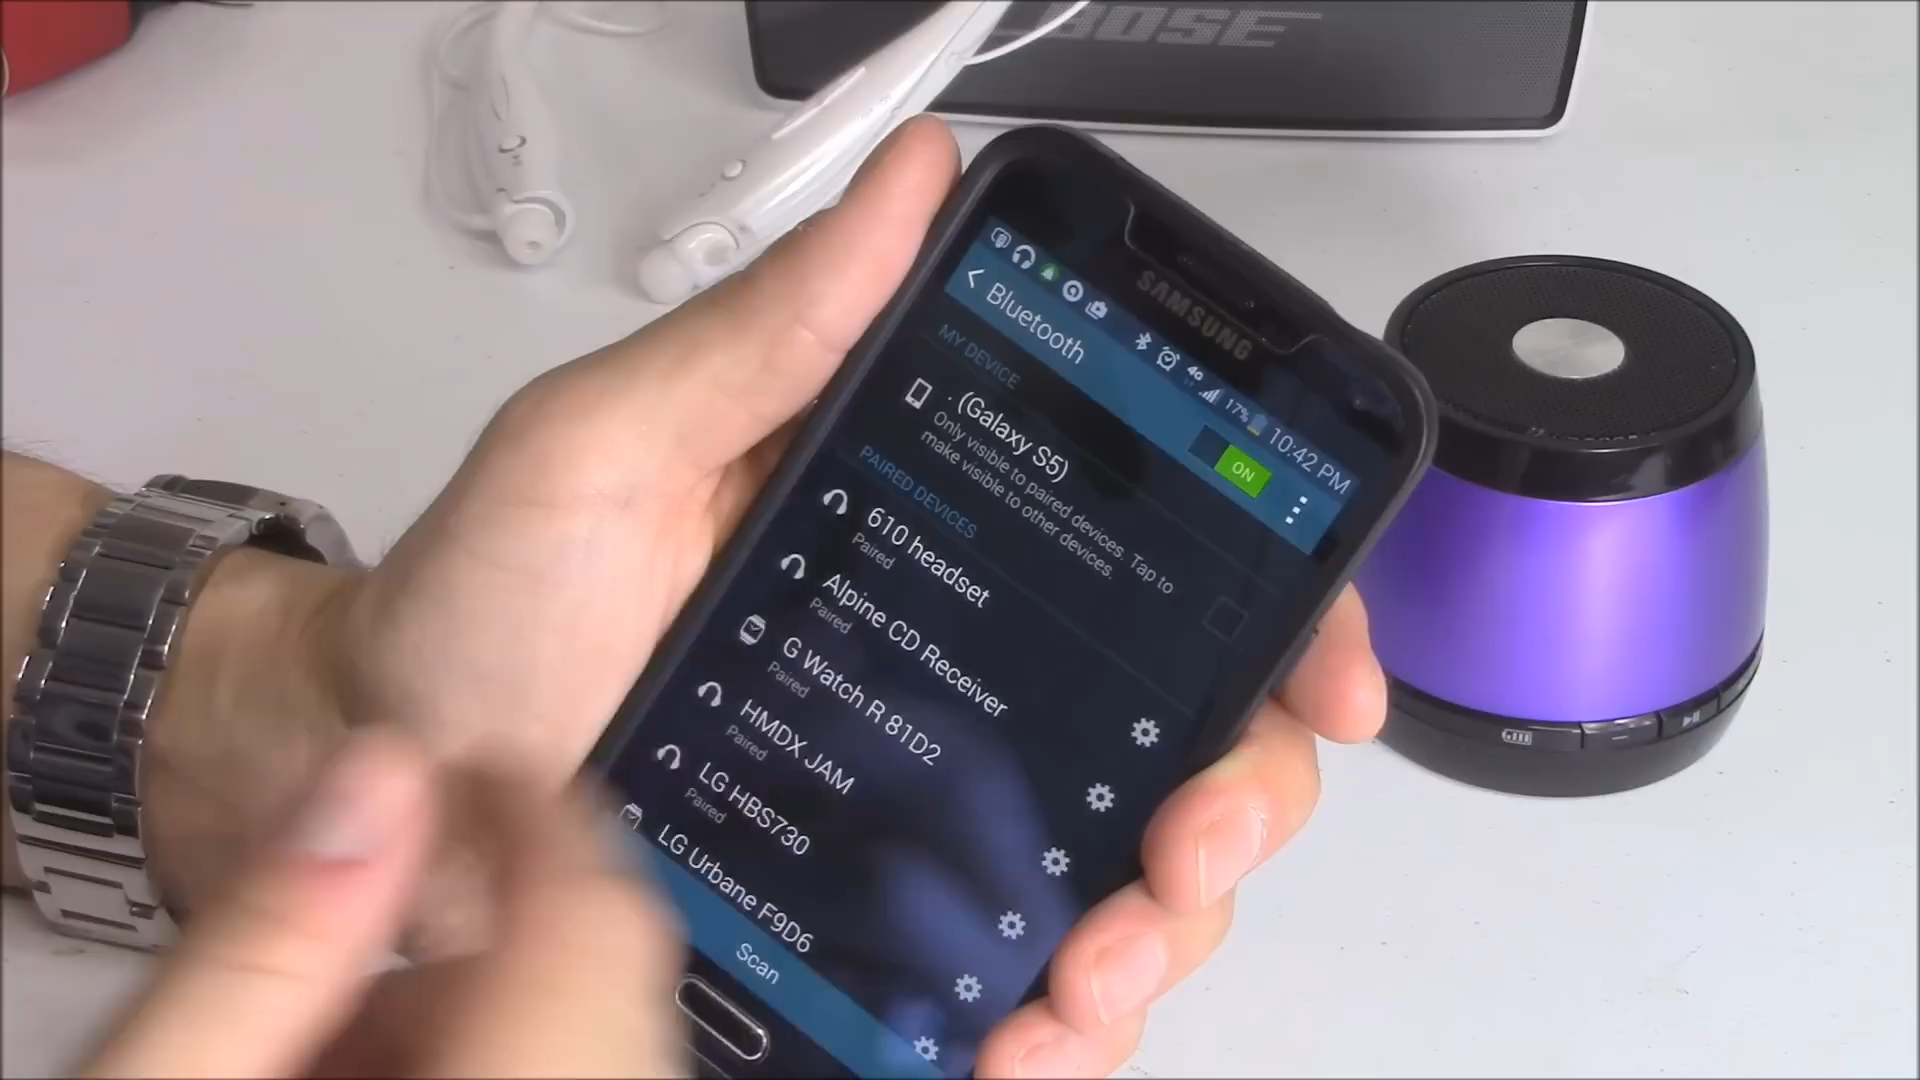 BOSE
SAMSUNG
4G 17% 10:42 PM
Bluetooth
ON
MY DEVICE
. (Galaxy S5)
Only visible to paired devices. Tap to
make visible to other devices.
PAIRED DEVICES
610 headset
Paired
Alpine CD Receiver
Paired
G Watch R 81D2
Paired
HMDX JAM
Paired
LG HBS730
Paired
LG Urbane F9D6
Scan